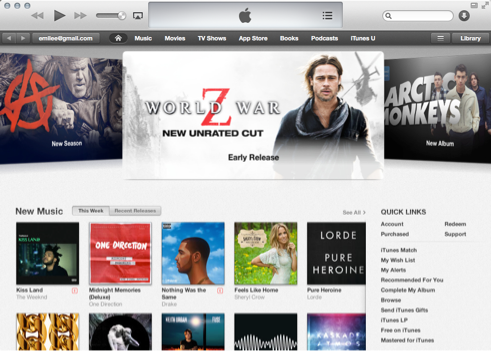 emilee@gmail.com
Music
Movies
TV Shows
App Store
Books
Podcasts
iTunes U
Library
New Season
WORLD WAR Z
NEW UNRATED CUT
Early Release
ARCTIC
MONKEYS
New Album
New Music
This Week
Recent Releases
See All >
QUICK LINKS
Account
Redeem
Purchased
Support
iTunes Match
My Wish List
My Alerts
Recommended For You
Complete My Album
Browse
Send iTunes Gifts
iTunes LP
Free on iTunes
Mastered for iTunes
ONE DIRECTION
LORDE
PURE
HEROINE
Kiss Land
The Weeknd
Midnight Memories
(Deluxe)
One Direction
Nothing Was the
Same
Drake
Feels Like Home
Sheryl Crow
Pure Heroine
Lorde
KEITH URBAN